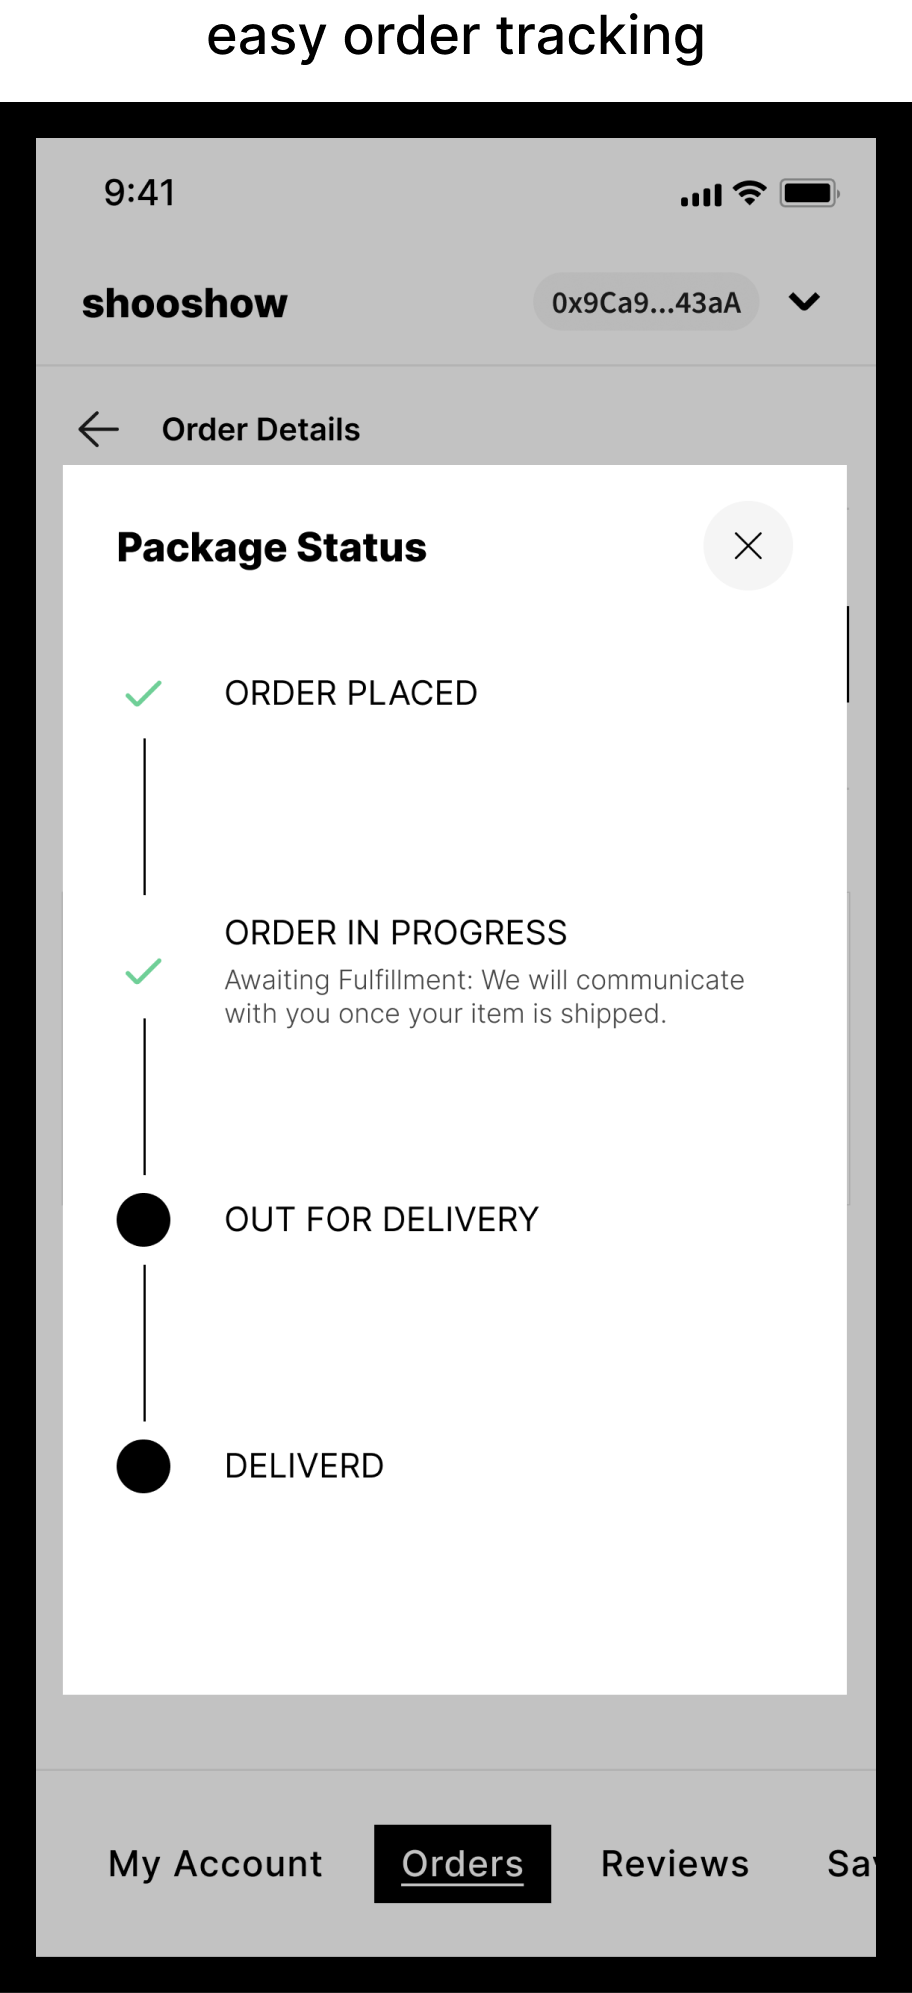 easy order tracking
9:41
shooshow
0x9Ca9...43aA
Order Details
Package Status
ORDER PLACED
ORDER IN PROGRESS
Awaiting Fulfillment: We will communicate
with you once your item is shipped.
OUT FOR DELIVERY
DELIVERD
My Account
Orders
Reviews
Sa